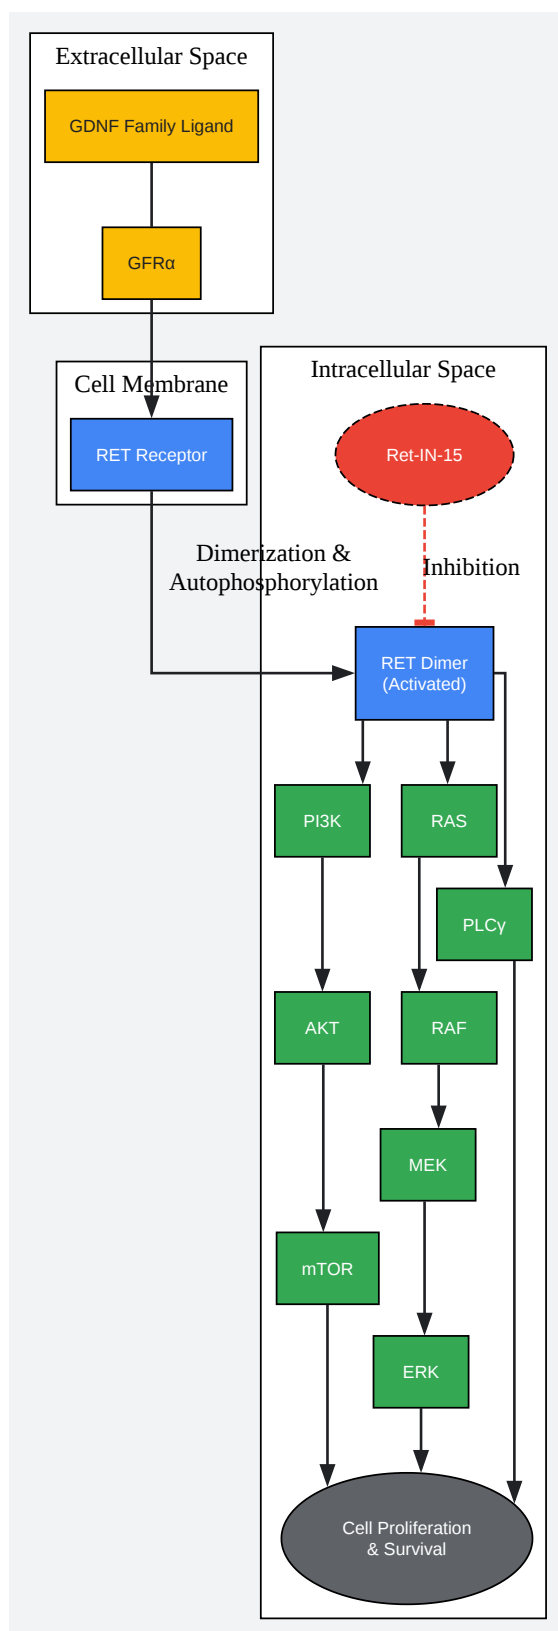 Extracellular Space
GDNF Family Ligand
GFRα
Cell Membrane
RET Receptor
Intracellular Space
Ret-IN-15
Dimerization &
Autophosphorylation
Inhibition
RET Dimer
(Activated)
PI3K
RAS
PLCγ
AKT
RAF
MEK
mTOR
ERK
Cell Proliferation
& Survival